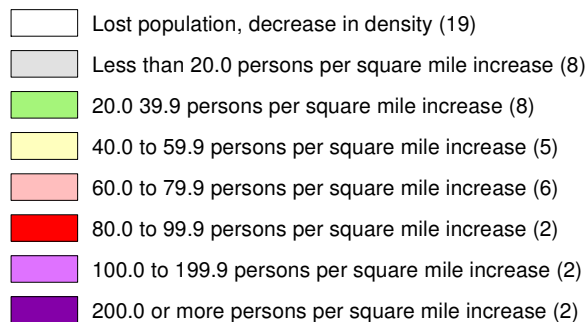 Lost population, decrease in density (19)
Less than 20.0 persons per square mile increase (8)
20.0 39.9 persons per square mile increase (8)
40.0 to 59.9 persons per square mile increase (5)
60.0 to 79.9 persons per square mile increase (6)
80.0 to 99.9 persons per square mile increase (2)
100.0 to 199.9 persons per square mile increase (2)
200.0 or more persons per square mile increase (2)